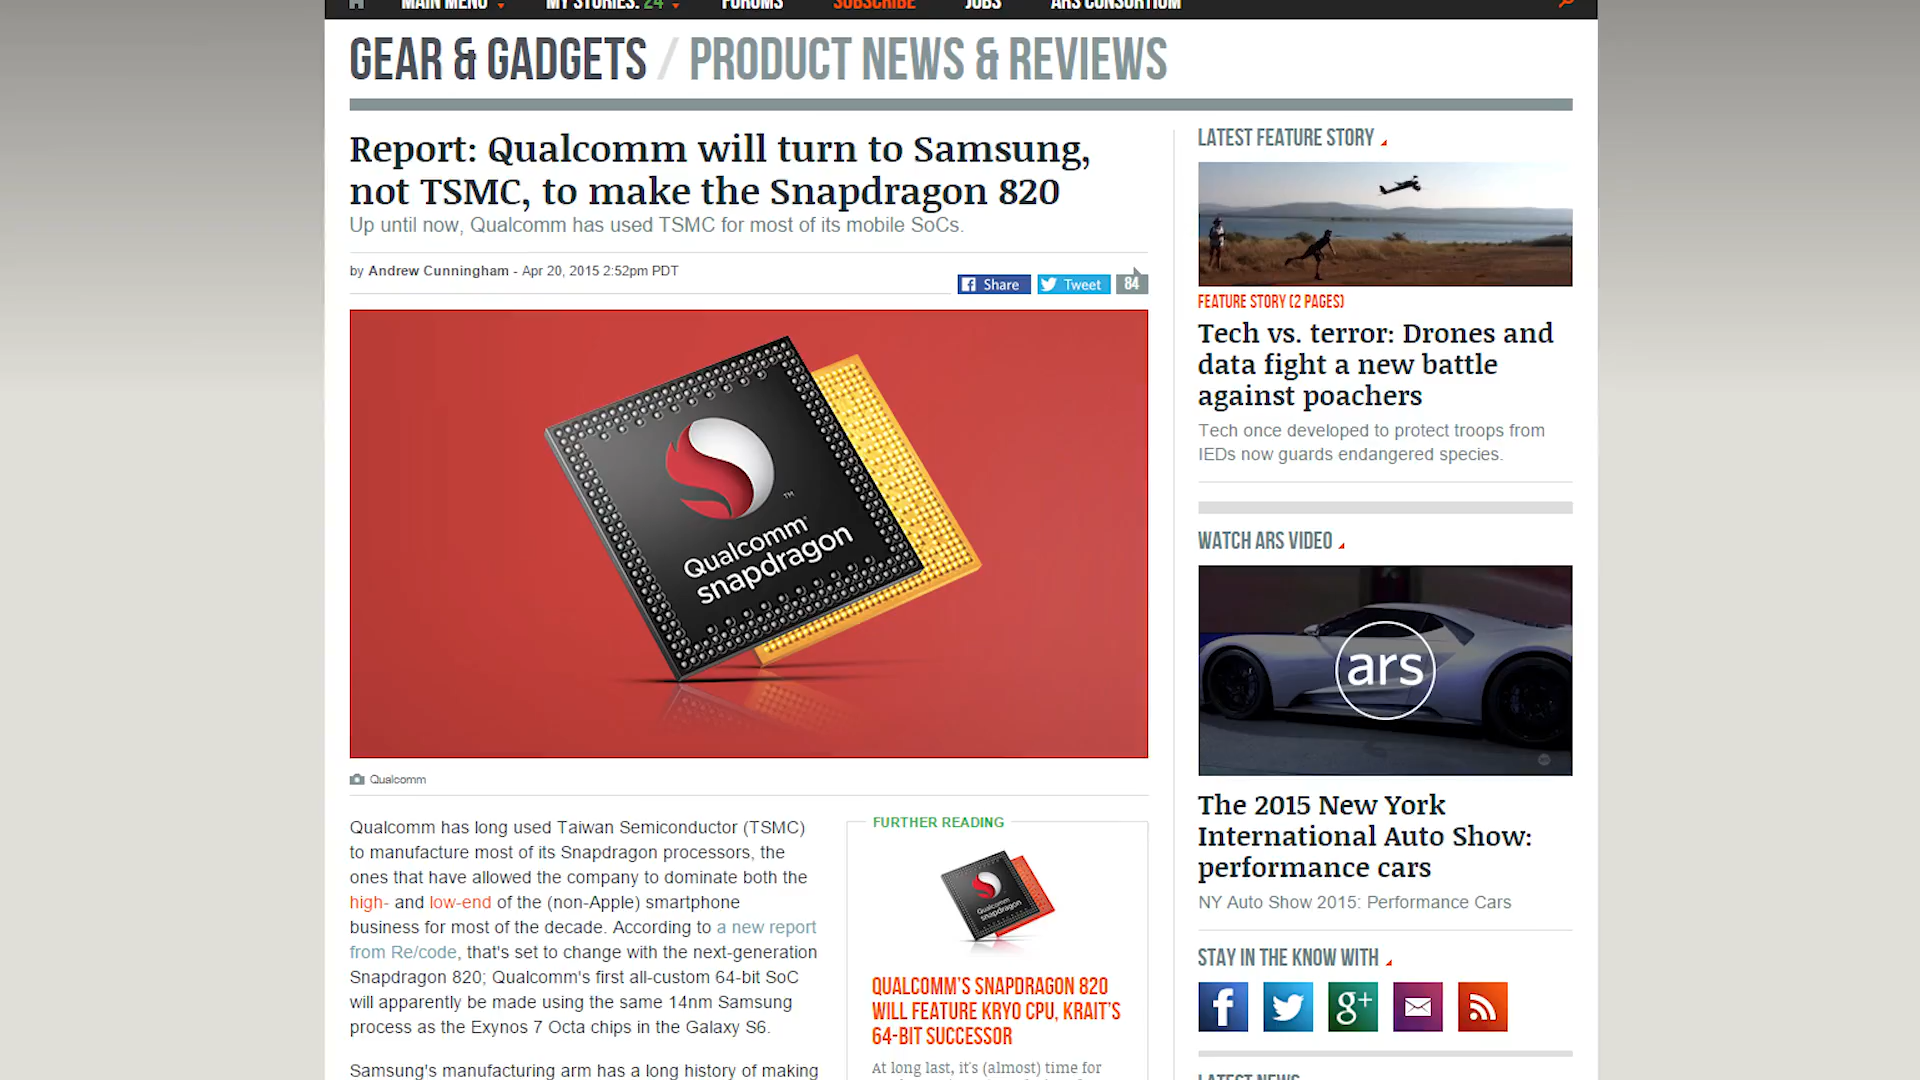 MAIN MENU
MY STORIES: 24
FORUMS
SUBSCRIBE
JOBS
ARS CONSORTIUM
GEAR & GADGETS / PRODUCT NEWS & REVIEWS
Report: Qualcomm will turn to Samsung,
not TSMC, to make the Snapdragon 820
Up until now, Qualcomm has used TSMC for most of its mobile SoCs.
by Andrew Cunningham - Apr 20, 2015 2:52pm PDT
Share
Tweet
84
Qualcomm™
snapdragon
Qualcomm
Qualcomm has long used Taiwan Semiconductor (TSMC)
to manufacture most of its Snapdragon processors, the
ones that have allowed the company to dominate both the
high- and low-end of the (non-Apple) smartphone
business for most of the decade. According to a new report
from Re/code, that's set to change with the next-generation
Snapdragon 820; Qualcomm's first all-custom 64-bit SoC
will apparently be made using the same 14nm Samsung
process as the Exynos 7 Octa chips in the Galaxy S6.
Samsung's manufacturing arm has a long history of making
FURTHER READING
Qualcomm
snapdragon
QUALCOMM'S SNAPDRAGON 820
WILL FEATURE KRYO CPU, KRAIT'S
64-BIT SUCCESSOR
At long last, it's (almost) time for
LATEST FEATURE STORY
FEATURE STORY (2 PAGES)
Tech vs. terror: Drones and
data fight a new battle
against poachers
Tech once developed to protect troops from
IEDs now guards endangered species.
WATCH ARS VIDEO
ars
The 2015 New York
International Auto Show:
performance cars
NY Auto Show 2015: Performance Cars
STAY IN THE KNOW WITH
LATEST NEWS